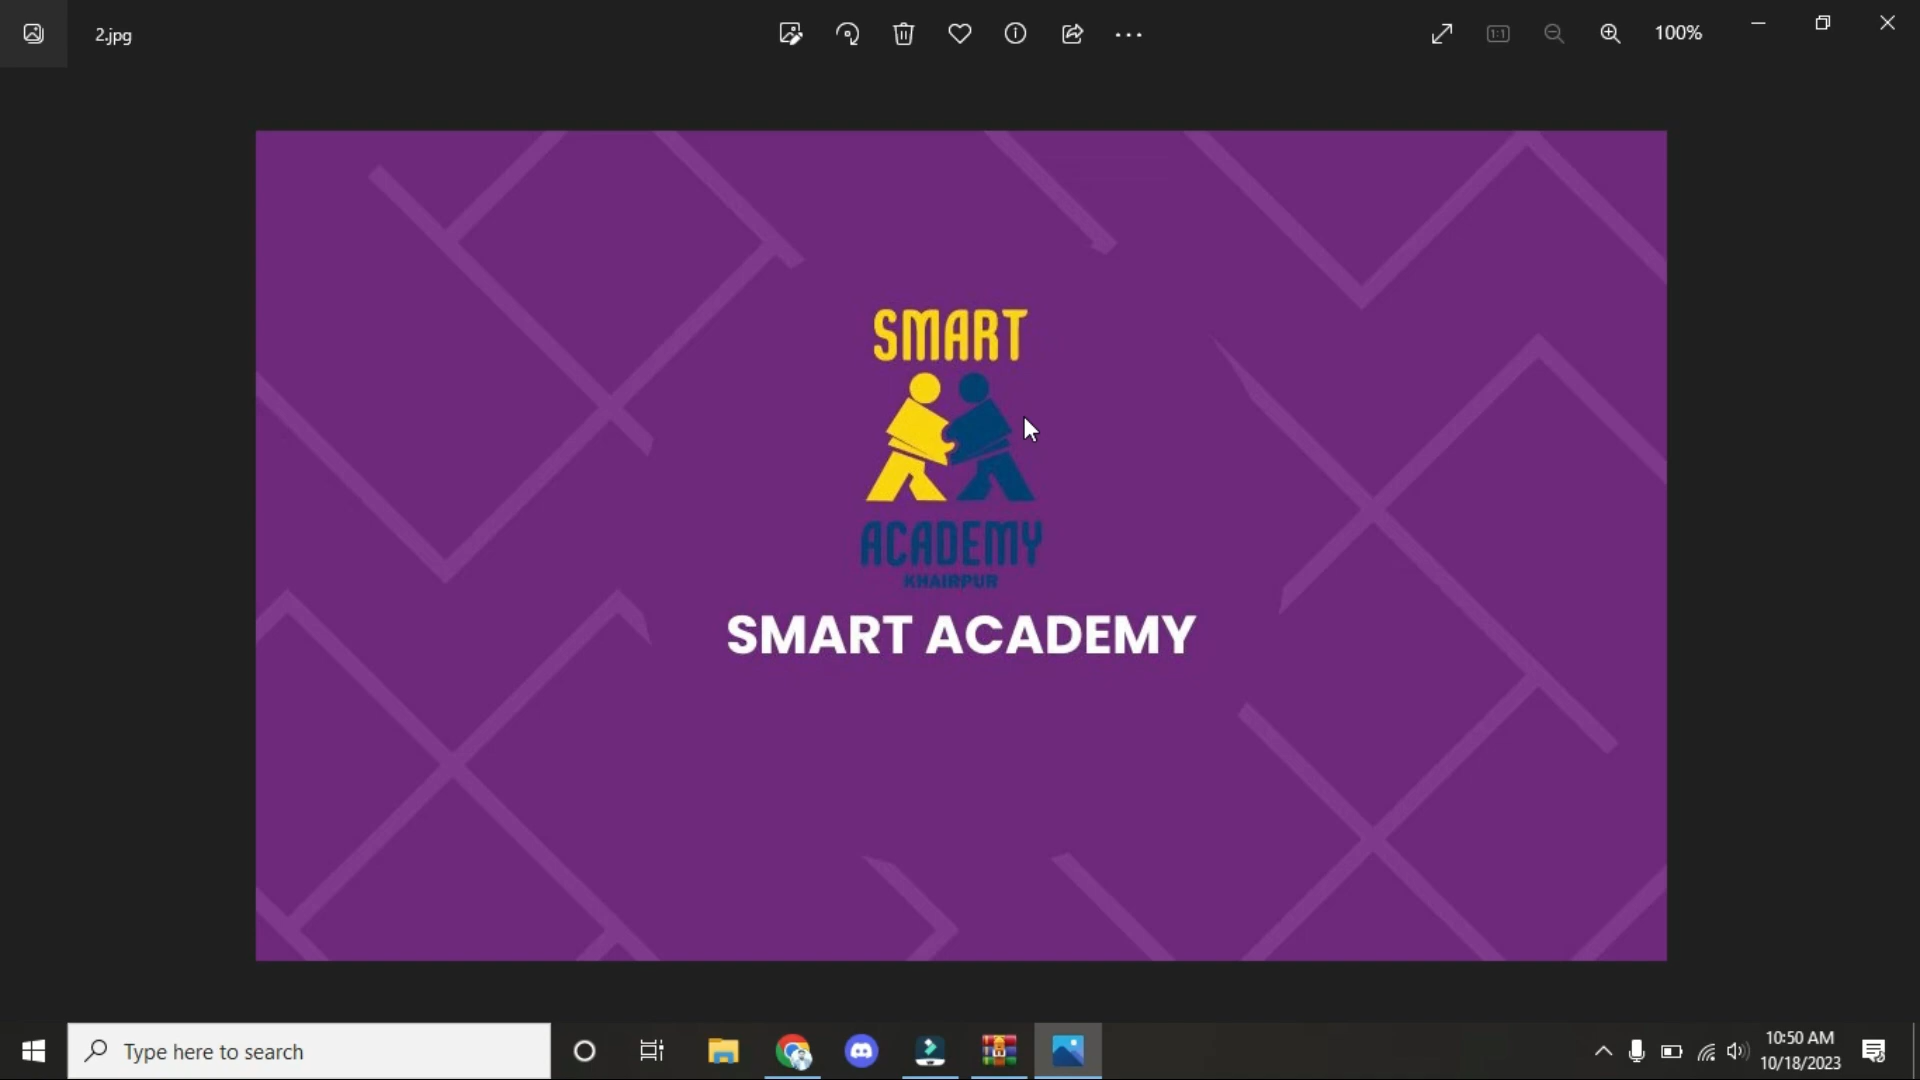 2.jpg
100%
SMART
ACADEMY
KHAIRPUR
SMART ACADEMY
Type here to search
10:50 AM
10/18/2023